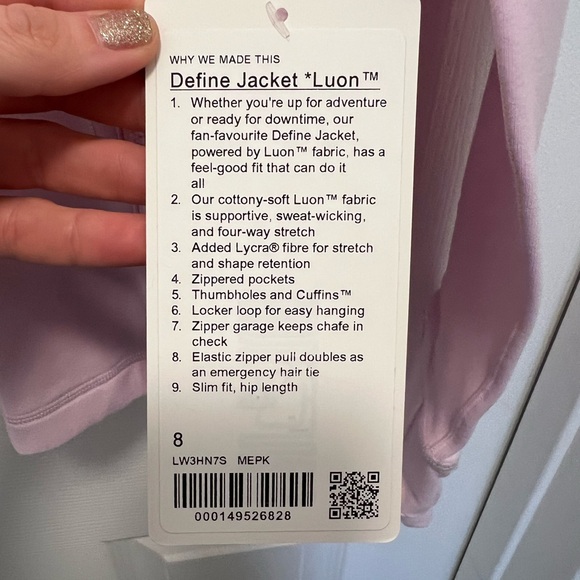 WHY WE MADE THIS
Define Jacket *Luon™
1. Whether you're up for adventure
or ready for downtime, our
fan-favourite Define Jacket,
powered by Luon™ fabric, has a
feel-good fit that can do it
all
2. Our cottony-soft Luon™ fabric
is supportive, sweat-wicking,
and four-way stretch
3. Added Lycra® fibre for stretch
and shape retention
4. Zippered pockets
5. Thumbholes and Cuffins™
6. Locker loop for easy hanging
7. Zipper garage keeps chafe in
check
8. Elastic zipper pull doubles as
an emergency hair tie
9. Slim fit, hip length
8
LW3HN7S MEPK
000149526828